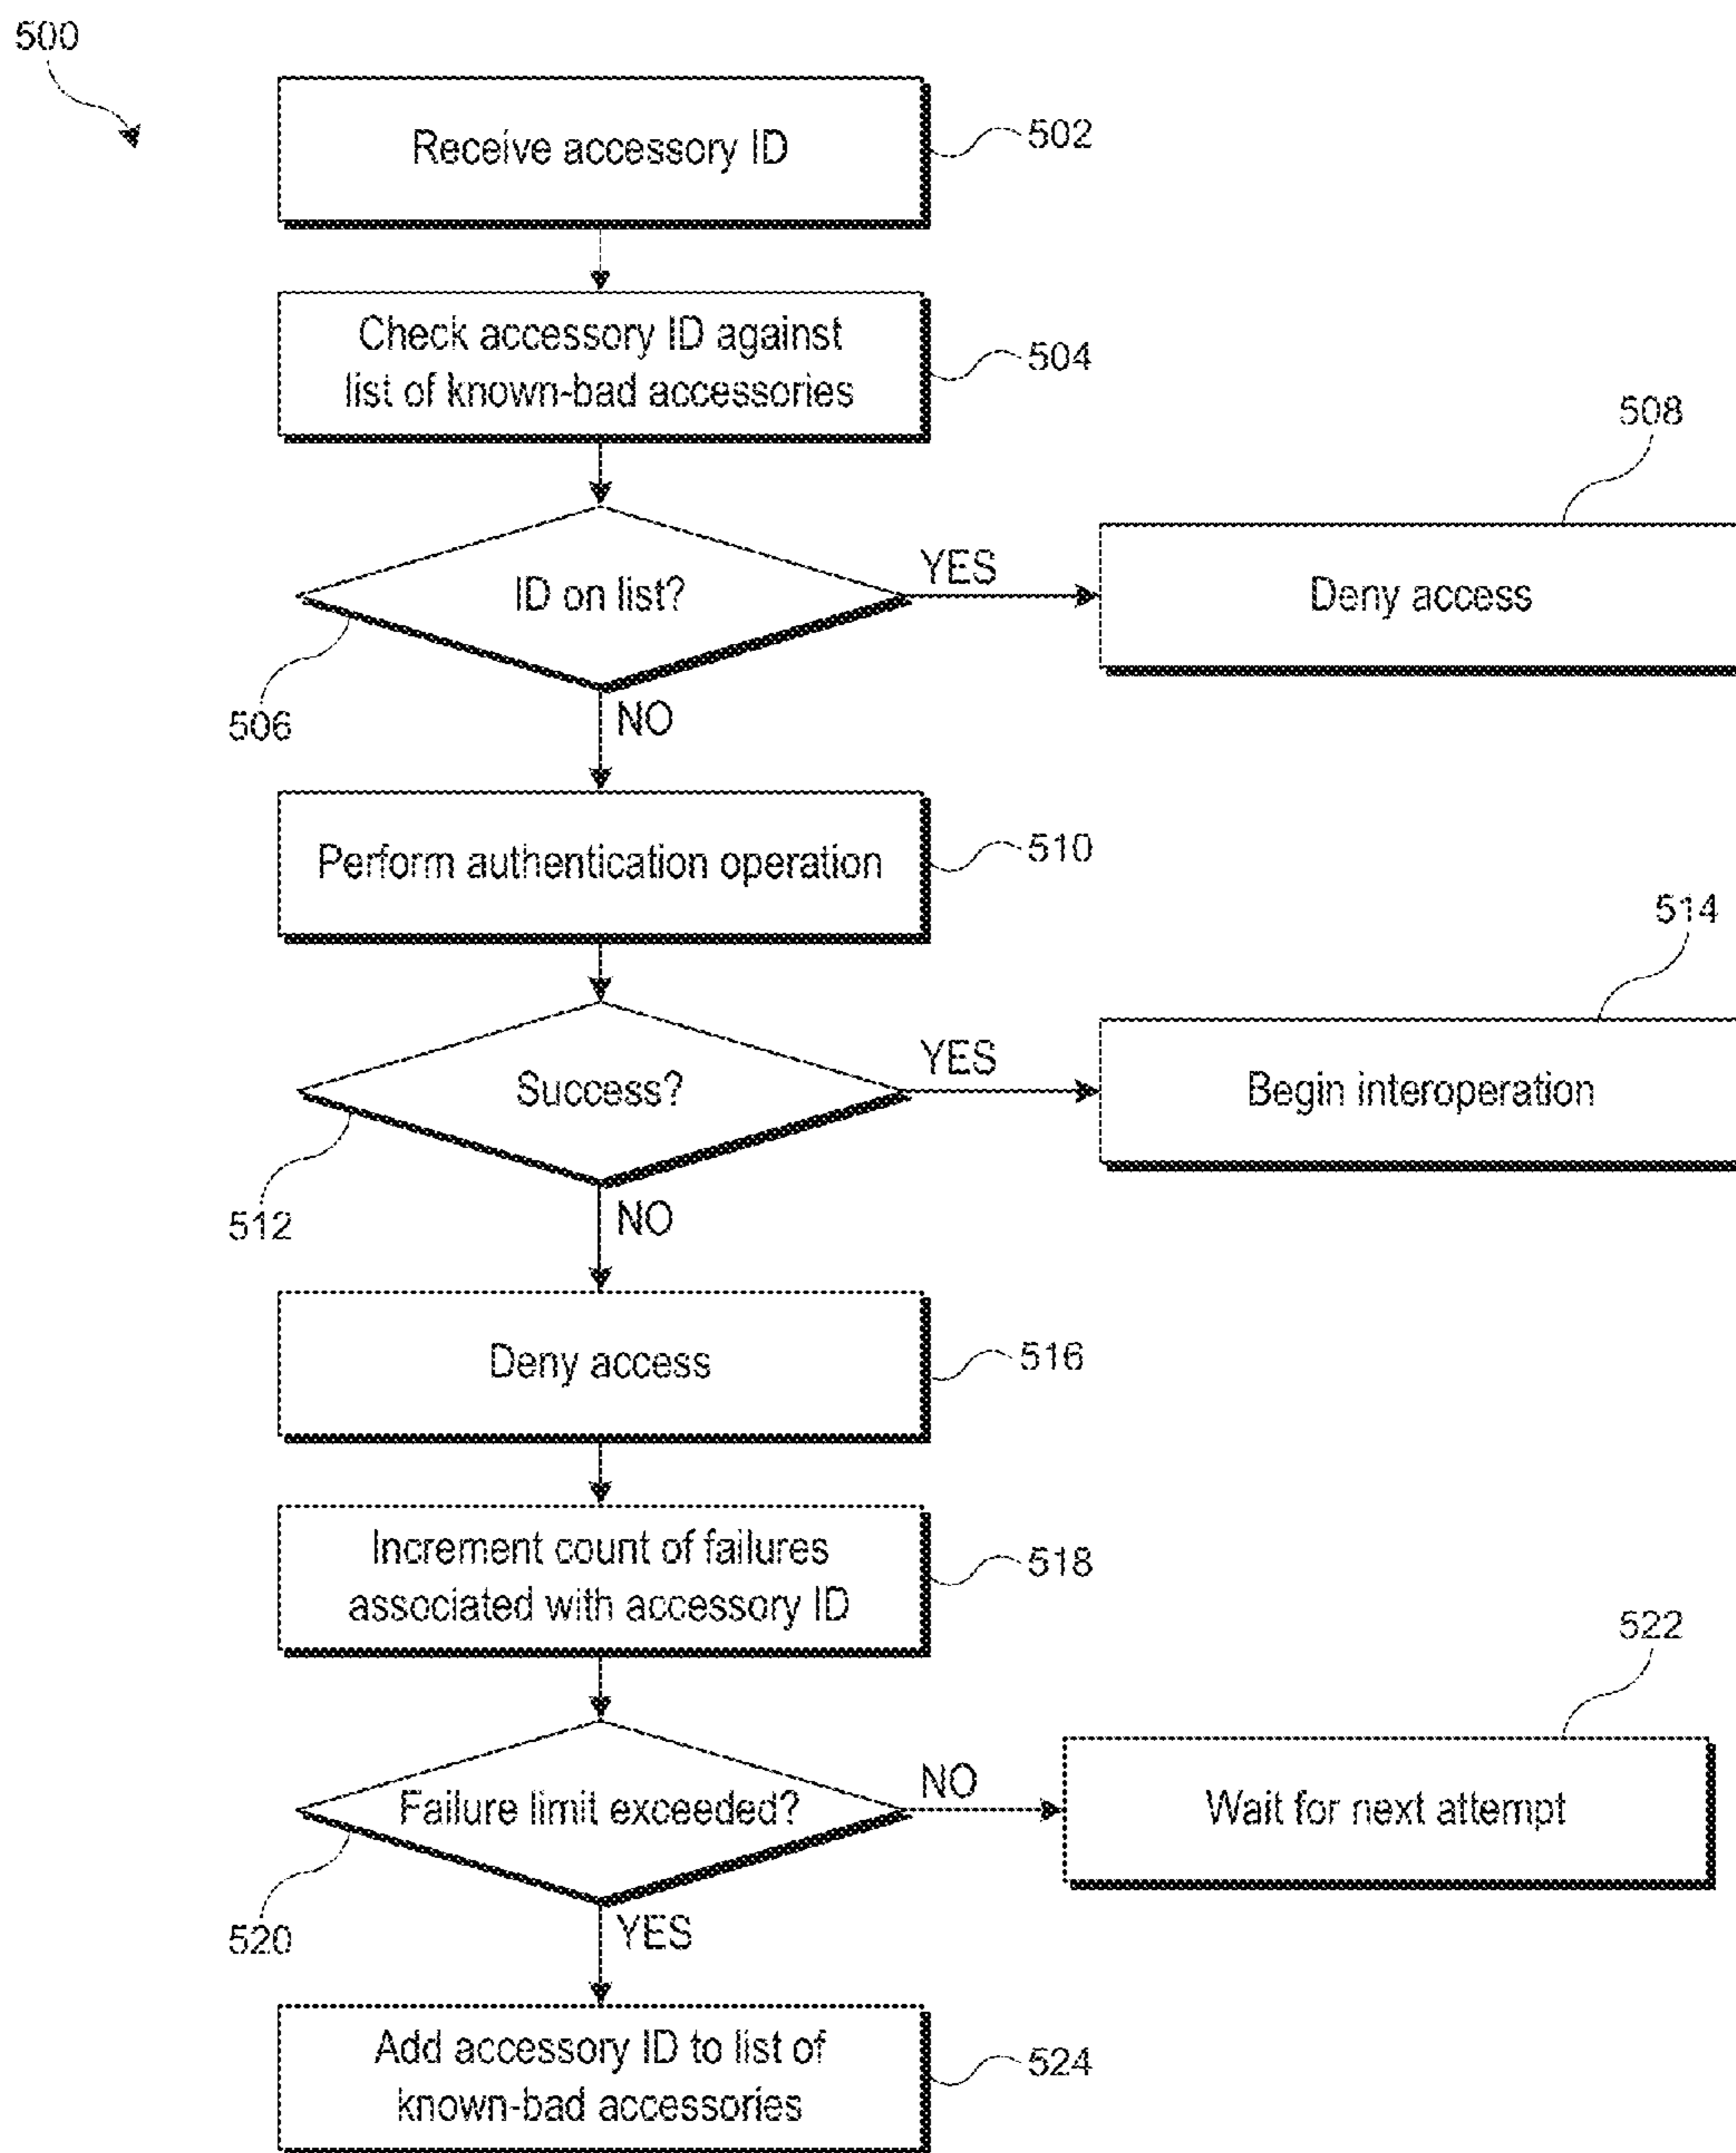 500
Receive accessory ID
502
Check accessory ID against
list of known-bad accessories
504
508
ID on list?
YES
Deny access
506
NO
Perform authentication operation
510
514
Success?
YES
Begin interoperation
512
NO
Deny access
516
Increment count of failures
associated with accessory ID
518
522
Failure limit exceeded?
NO
Wait for next attempt
520
YES
Add accessory ID to list of
known-bad accessories
524